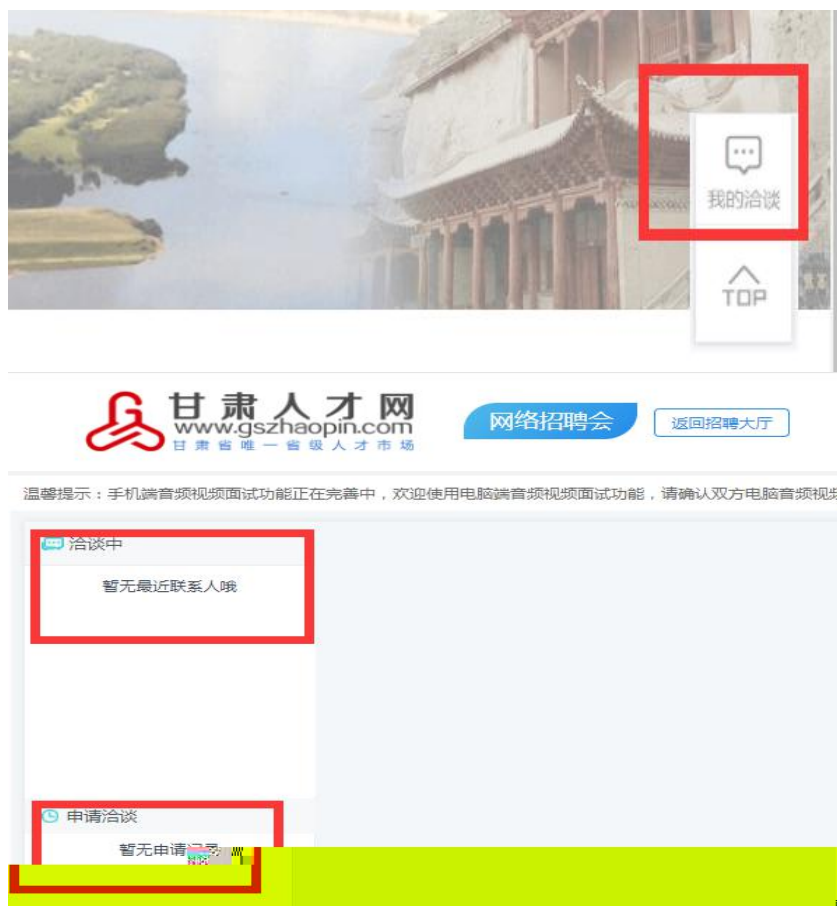 我的洽谈
TOP
甘肃人才网
www.gszhaopin.com
甘肃省唯一省级人才市场
网络招聘会
返回招聘大厅
温馨提示：手机端音频视频面试功能正在完善中，欢迎使用电脑端音频视频面试功能，请确认双方电脑音频视频
洽谈中
暂无最近联系人哦
申请洽谈
暂无申请